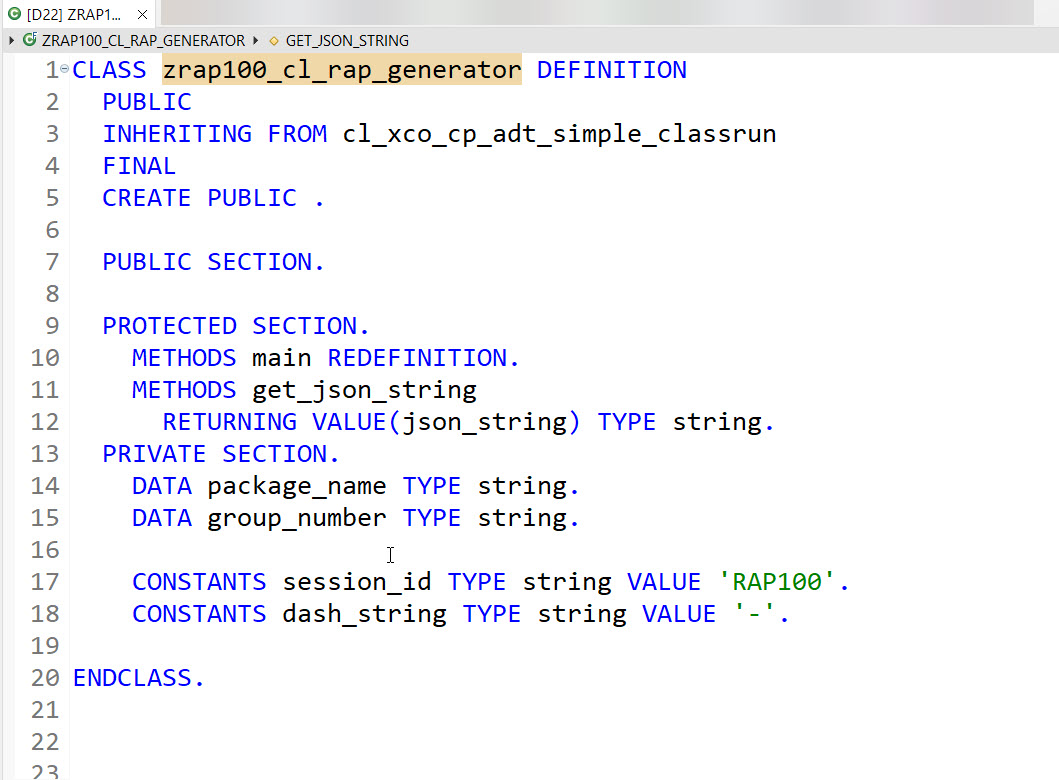 [D22] ZRAP1...
ZRAP100_CL_RAP_GENERATOR GET_JSON_STRING
1 CLASS zrap100_cl_rap_generator DEFINITION
2 PUBLIC
3 INHERITING FROM cl_xco_cp_adt_simple_classrun
4 FINAL
5 CREATE PUBLIC .
6
7 PUBLIC SECTION.
8
9 PROTECTED SECTION.
10 METHODS main REDEFINITION.
11 METHODS get_json_string
12 RETURNING VALUE(json_string) TYPE string.
13 PRIVATE SECTION.
14 DATA package_name TYPE string.
15 DATA group_number TYPE string.
16
17 CONSTANTS session_id TYPE string VALUE 'RAP100'.
18 CONSTANTS dash_string TYPE string VALUE '-'.
19
20 ENDCLASS.
21
22
23